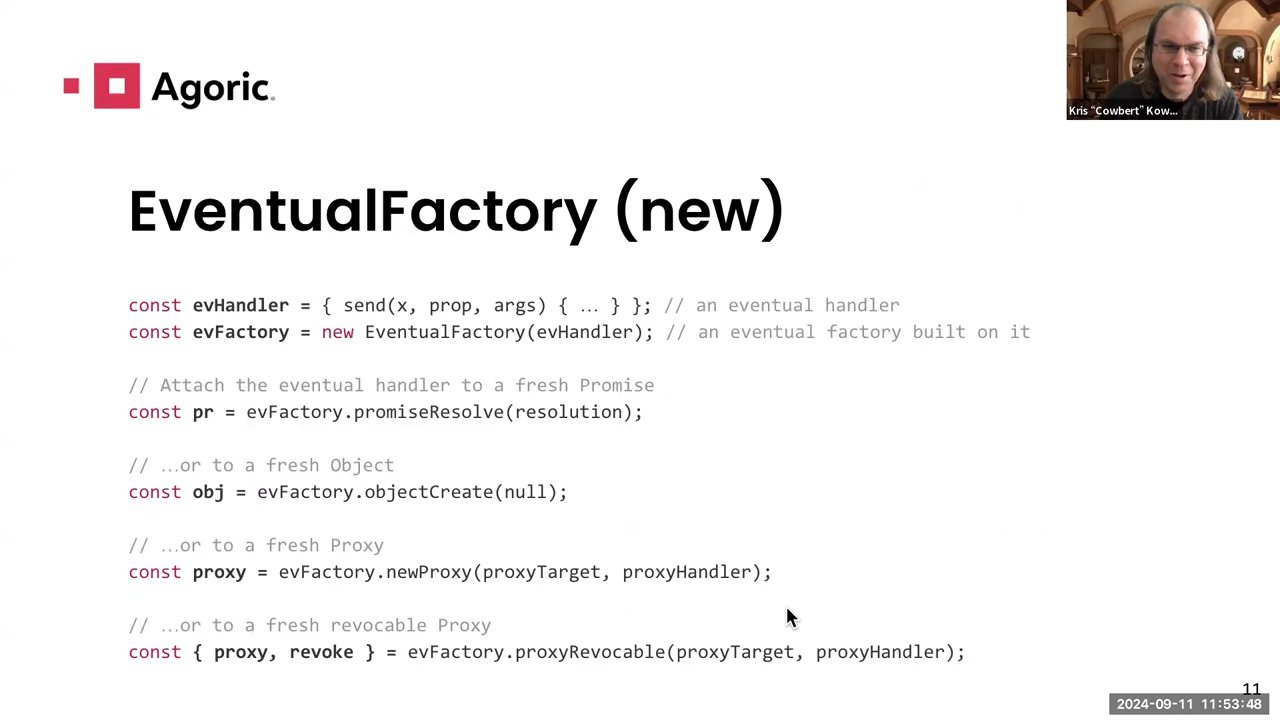 Agoric
Kris "Cowbert" Kow...
EventualFactory (new)
const evHandler = { send(x, prop, args) { … } }; // an eventual handler
const evFactory = new EventualFactory(evHandler); // an eventual factory built on it
// Attach the eventual handler to a fresh Promise
const pr = evFactory.promiseResolve(resolution);
// …or to a fresh Object
const obj = evFactory.objectCreate(null);
// …or to a fresh Proxy
const proxy = evFactory.newProxy(proxyTarget, proxyHandler);
// …or to a fresh revocable Proxy
const { proxy, revoke } = evFactory.proxyRevocable(proxyTarget, proxyHandler);
11
2024-09-11 11:53:48